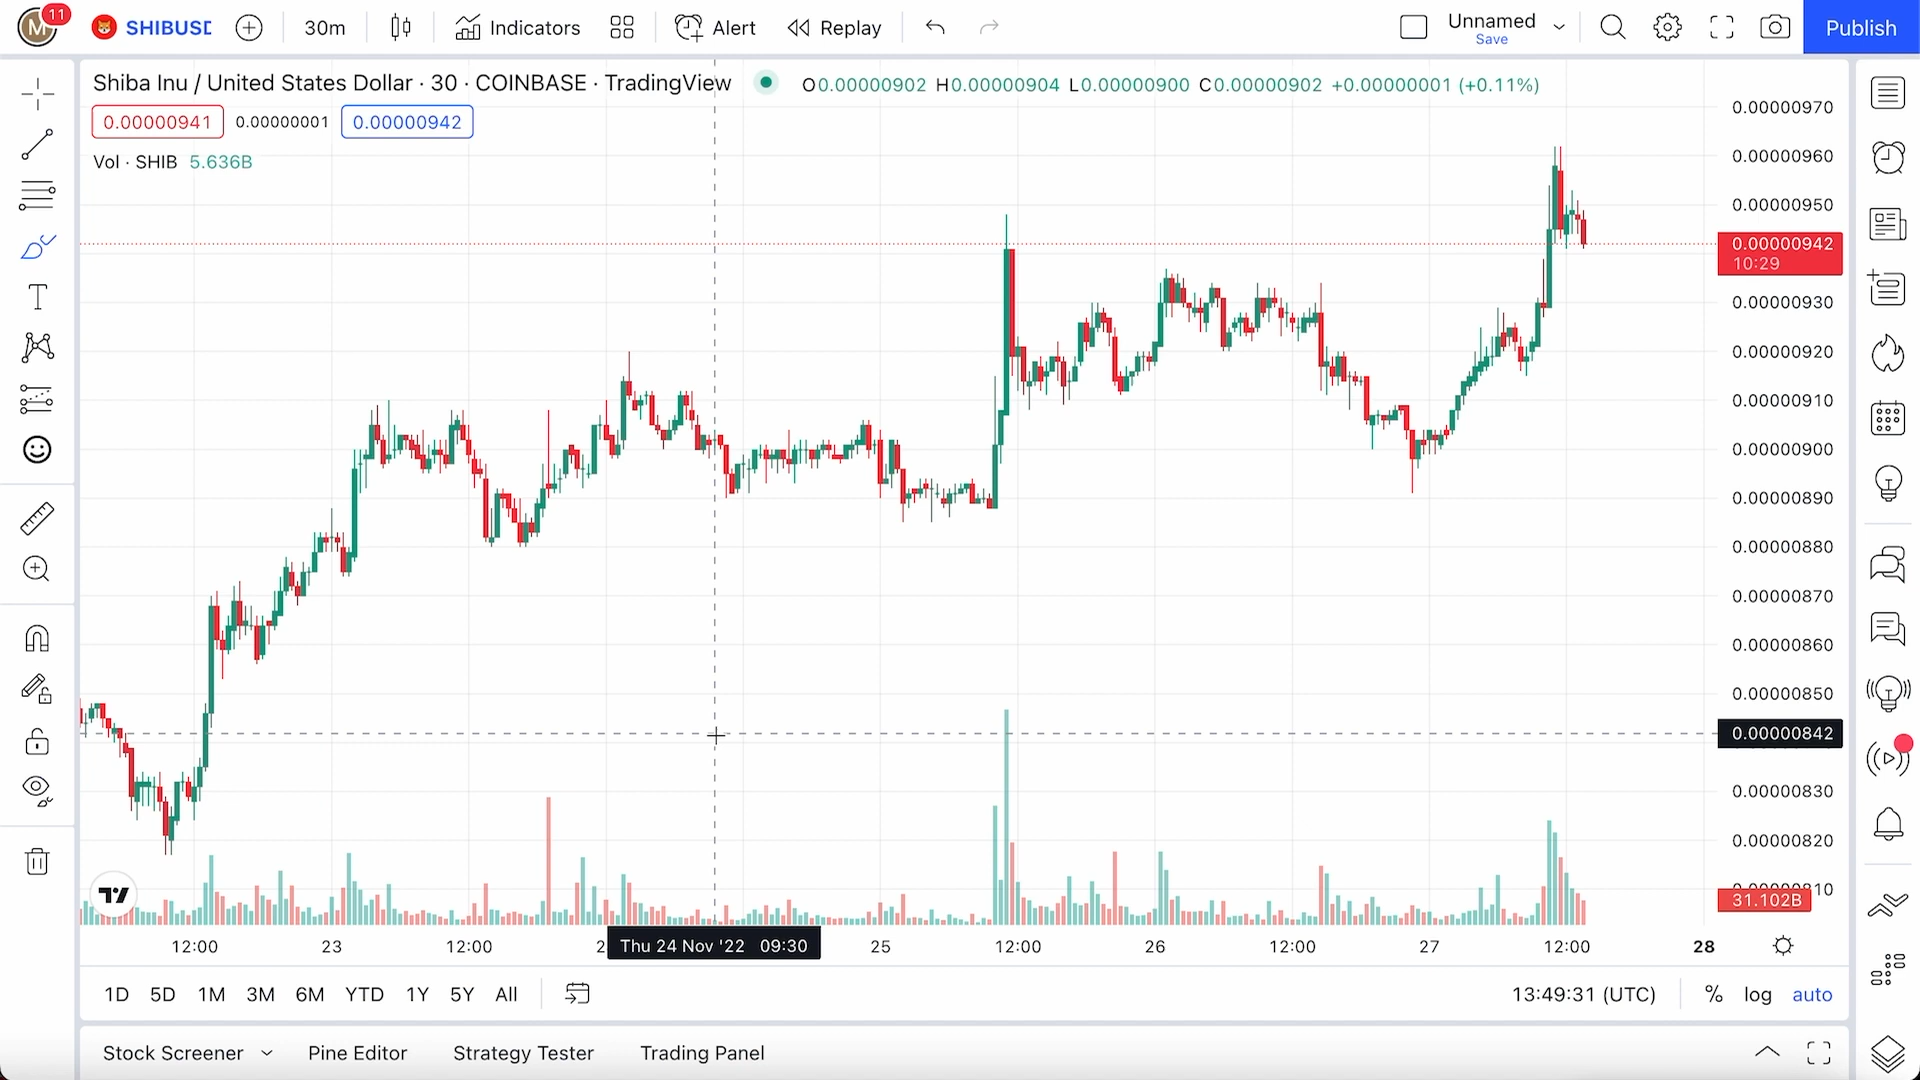 M 11 SHIBUSD 30m Indicators Alert Replay Unnamed Save Publish
Shiba Inu / United States Dollar · 30 · COINBASE · TradingView O0.00000902 H0.00000904 L0.00000900 C0.00000902 +0.00000001 (+0.11%)
0.00000941 0.00000001 0.00000942
Vol · SHIB 5.636B
0.00000970
0.00000960
0.00000950
0.00000942
10:29
0.00000930
0.00000920
0.00000910
0.00000900
0.00000890
0.00000880
0.00000870
0.00000860
0.00000850
0.00000842
0.00000830
0.00000820
31.102B
12:00 23 12:00 2 Thu 24 Nov '22 09:30 25 12:00 26 12:00 27 12:00 28
1D 5D 1M 3M 6M YTD 1Y 5Y All 13:49:31 (UTC) % log auto
Stock Screener Pine Editor Strategy Tester Trading Panel